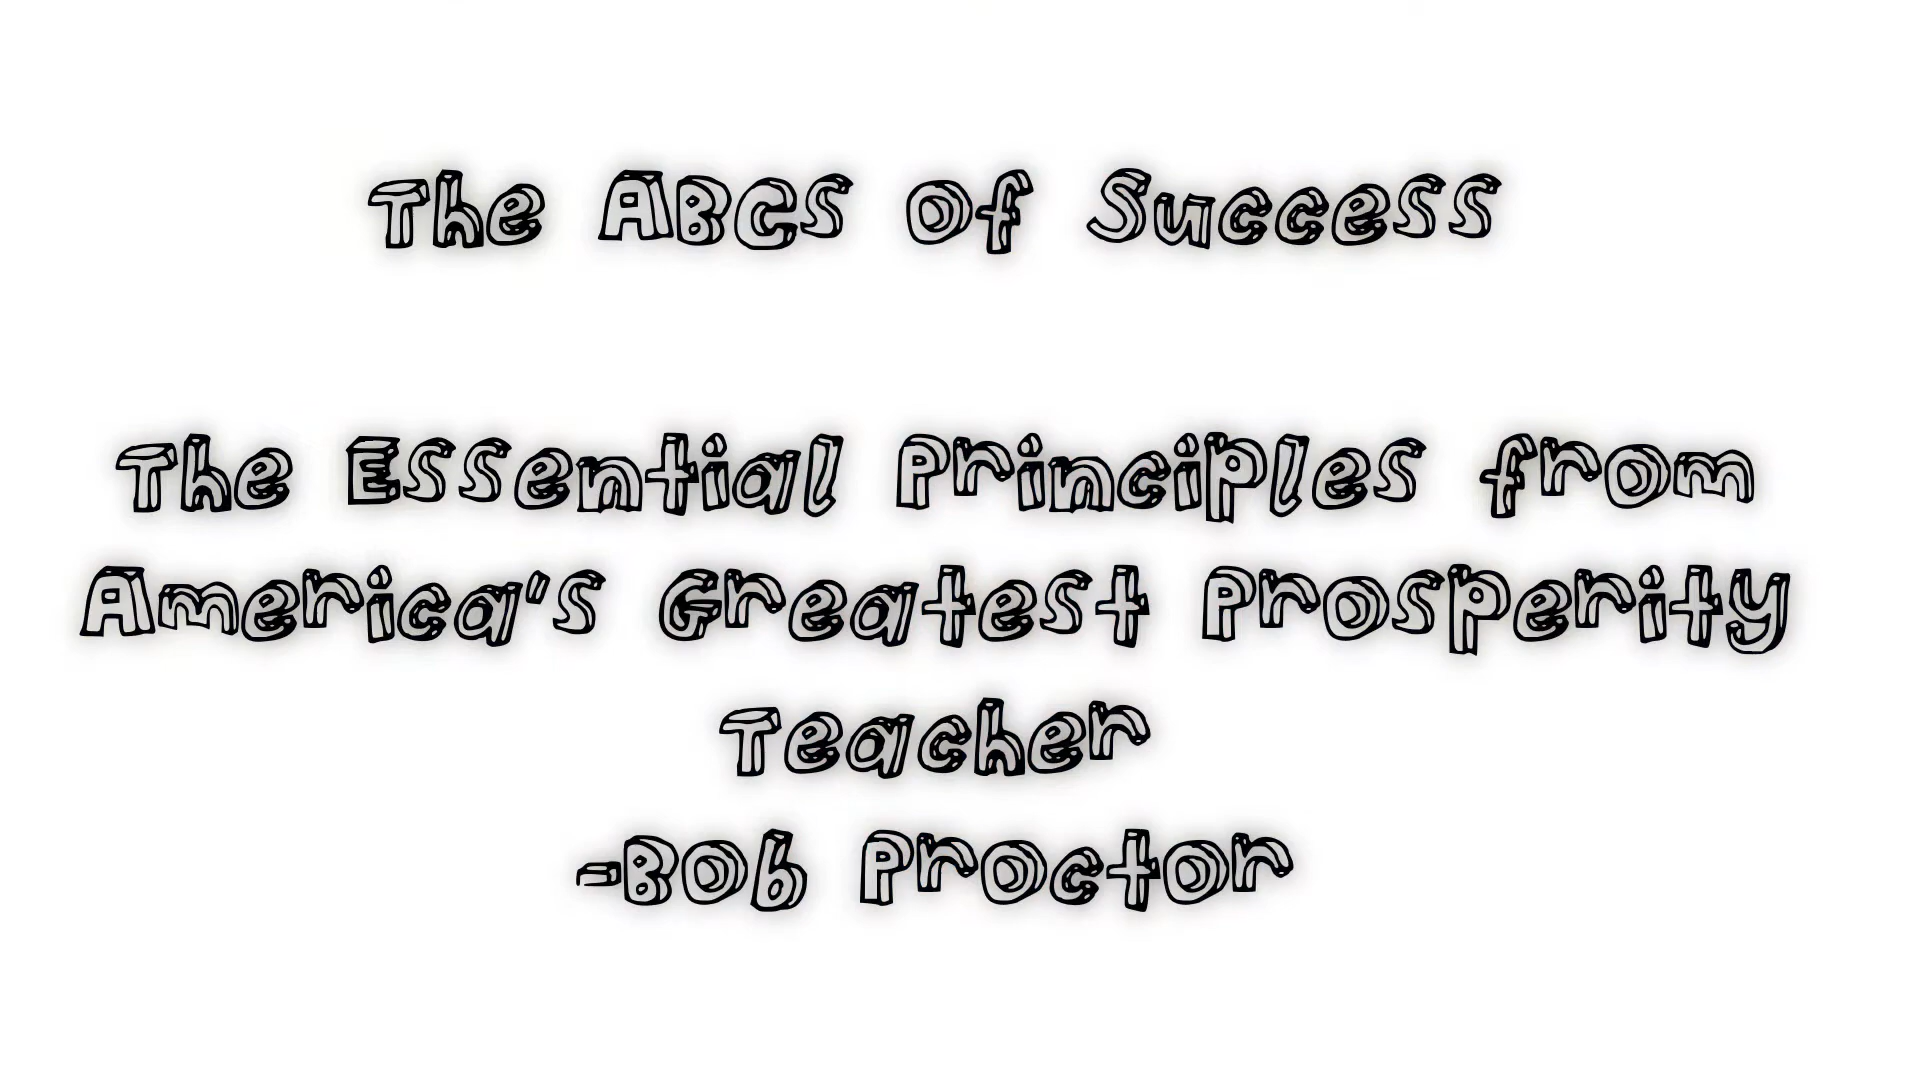 The ABCS Of Success
The Essential Principles from
America's Greatest Prosperity
Teacher
-Bob Proctor